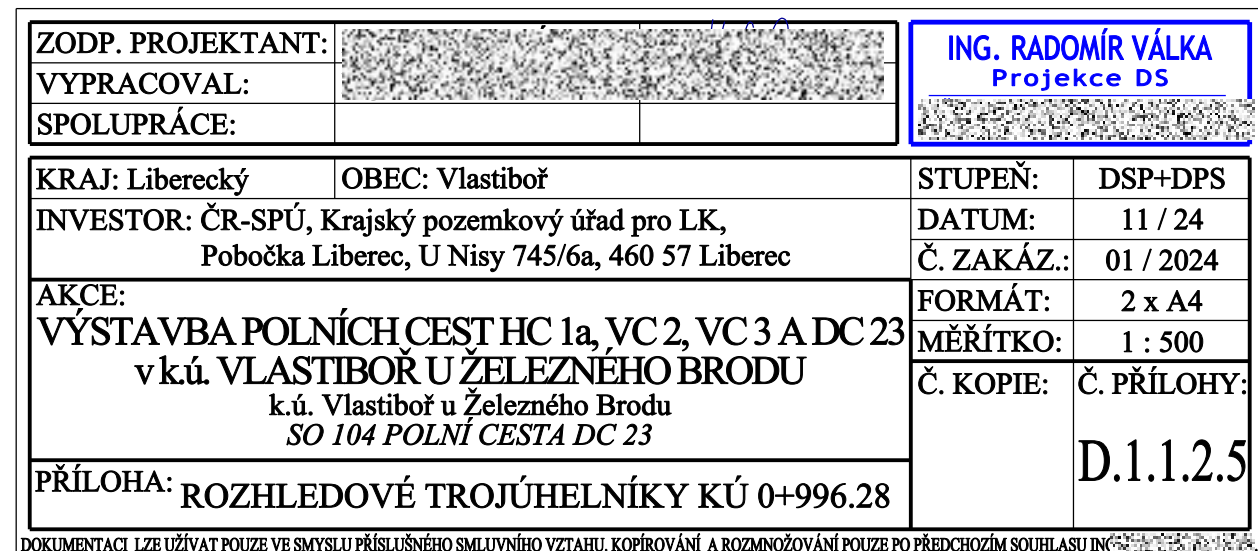 ZODP. PROJEKTANT:
VYPRACOVAL:
SPOLUPRÁCE:
ING. RADOMÍR VÁLKA
Projekce DS
KRAJ: Liberecký OBEC: Vlastiboř
STUPEŇ: DSP+DPS
INVESTOR: ČR-SPÚ, Krajský pozemkový úřad pro LK,
Pobočka Liberec, U Nisy 745/6a, 460 57 Liberec
DATUM: 11 / 24
Č. ZAKÁZ.: 01 / 2024
AKCE:
VÝSTAVBA POLNÍCH CEST HC 1a, VC 2, VC 3 A DC 23
v k.ú. VLASTIBOŘ U ŽELEZNÉHO BRODU
k.ú. Vlastiboř u Železného Brodu
SO 104 POLNÍ CESTA DC 23
FORMÁT: 2 x A4
MĚŘÍTKO: 1 : 500
Č. KOPIE: Č. PŘÍLOHY:
D.1.1.2.5
PŘÍLOHA: ROZHLEDOVÉ TROJÚHELNÍKY KÚ 0+996.28
DOKUMENTACI LZE UŽÍVAT POUZE VE SMYSLU PŘÍSLUŠNÉHO SMLUVNÍHO VZTAHU. KOPÍROVÁNÍ A ROZMNOŽOVÁNÍ POUZE PO PŘEDCHOZÍM SOUHLASU